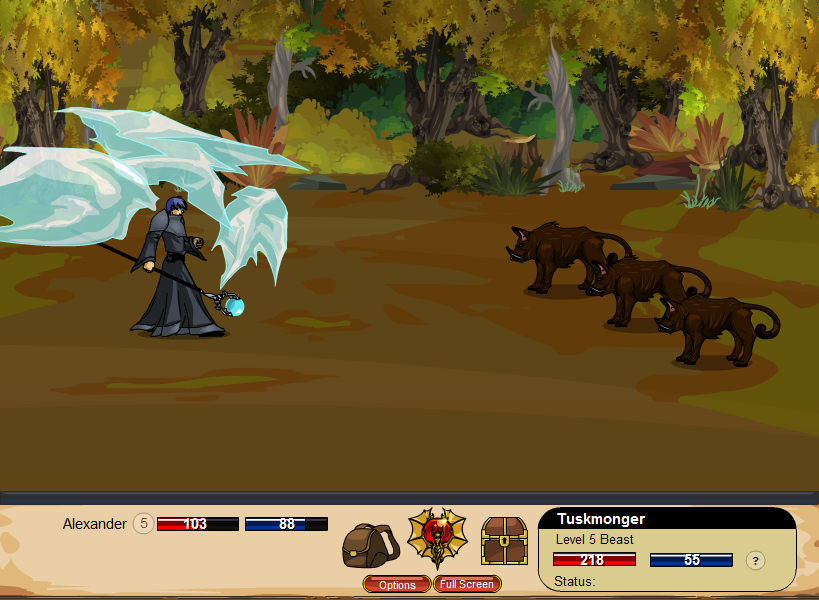 Alexander 5 103 88
Options Full Screen
Tuskmonger
Level 5 Beast
218 55 ?
Status: